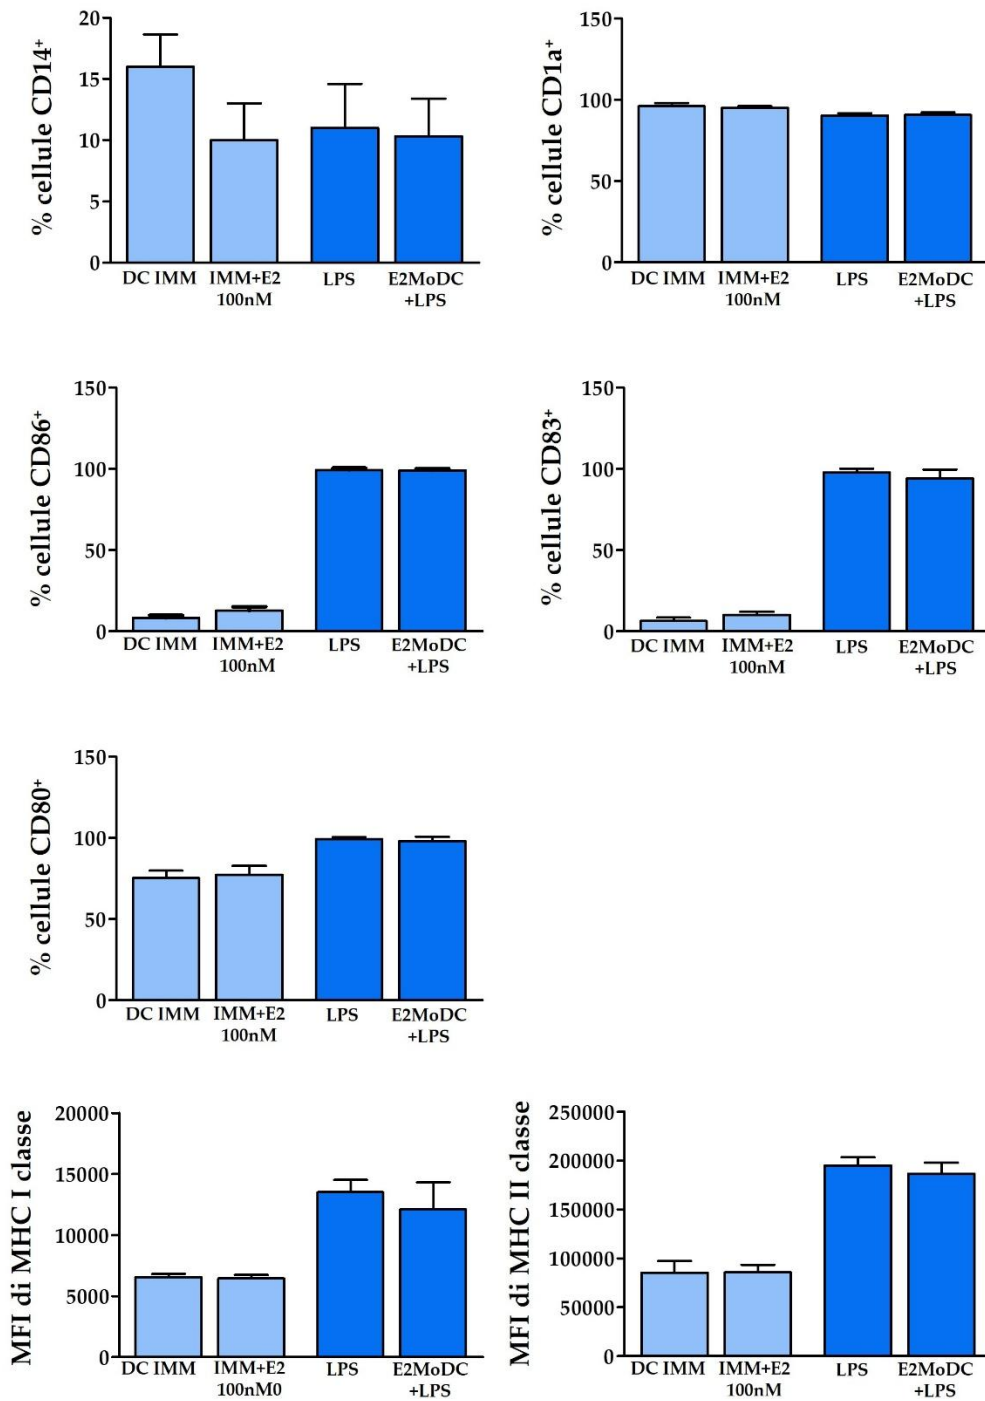 % cellule CD14+
20
15
10
5
0
DC IMM IMM+E2 LPS E2MoDC
100nM +LPS
% cellule CD1a+
150
100
50
0
DC IMM IMM+E2 LPS E2MoDC
100nM +LPS
% cellule CD86+
150
100
50
0
DC IMM IMM+E2 LPS E2MoDC
100nM +LPS
% cellule CD83+
150
100
50
0
DC IMM IMM+E2 LPS E2MoDC
100nM +LPS
% cellule CD80+
150
100
50
0
DC IMM IMM+E2 LPS E2MoDC
100nM +LPS
MFI di MHC I classe
20000
15000
10000
5000
0
DC IMM IMM+E2 LPS E2MoDC
100nM0 +LPS
MFI di MHC II classe
250000
200000
150000
100000
50000
0
DC IMM IMM+E2 LPS E2MoDC
100nM +LPS